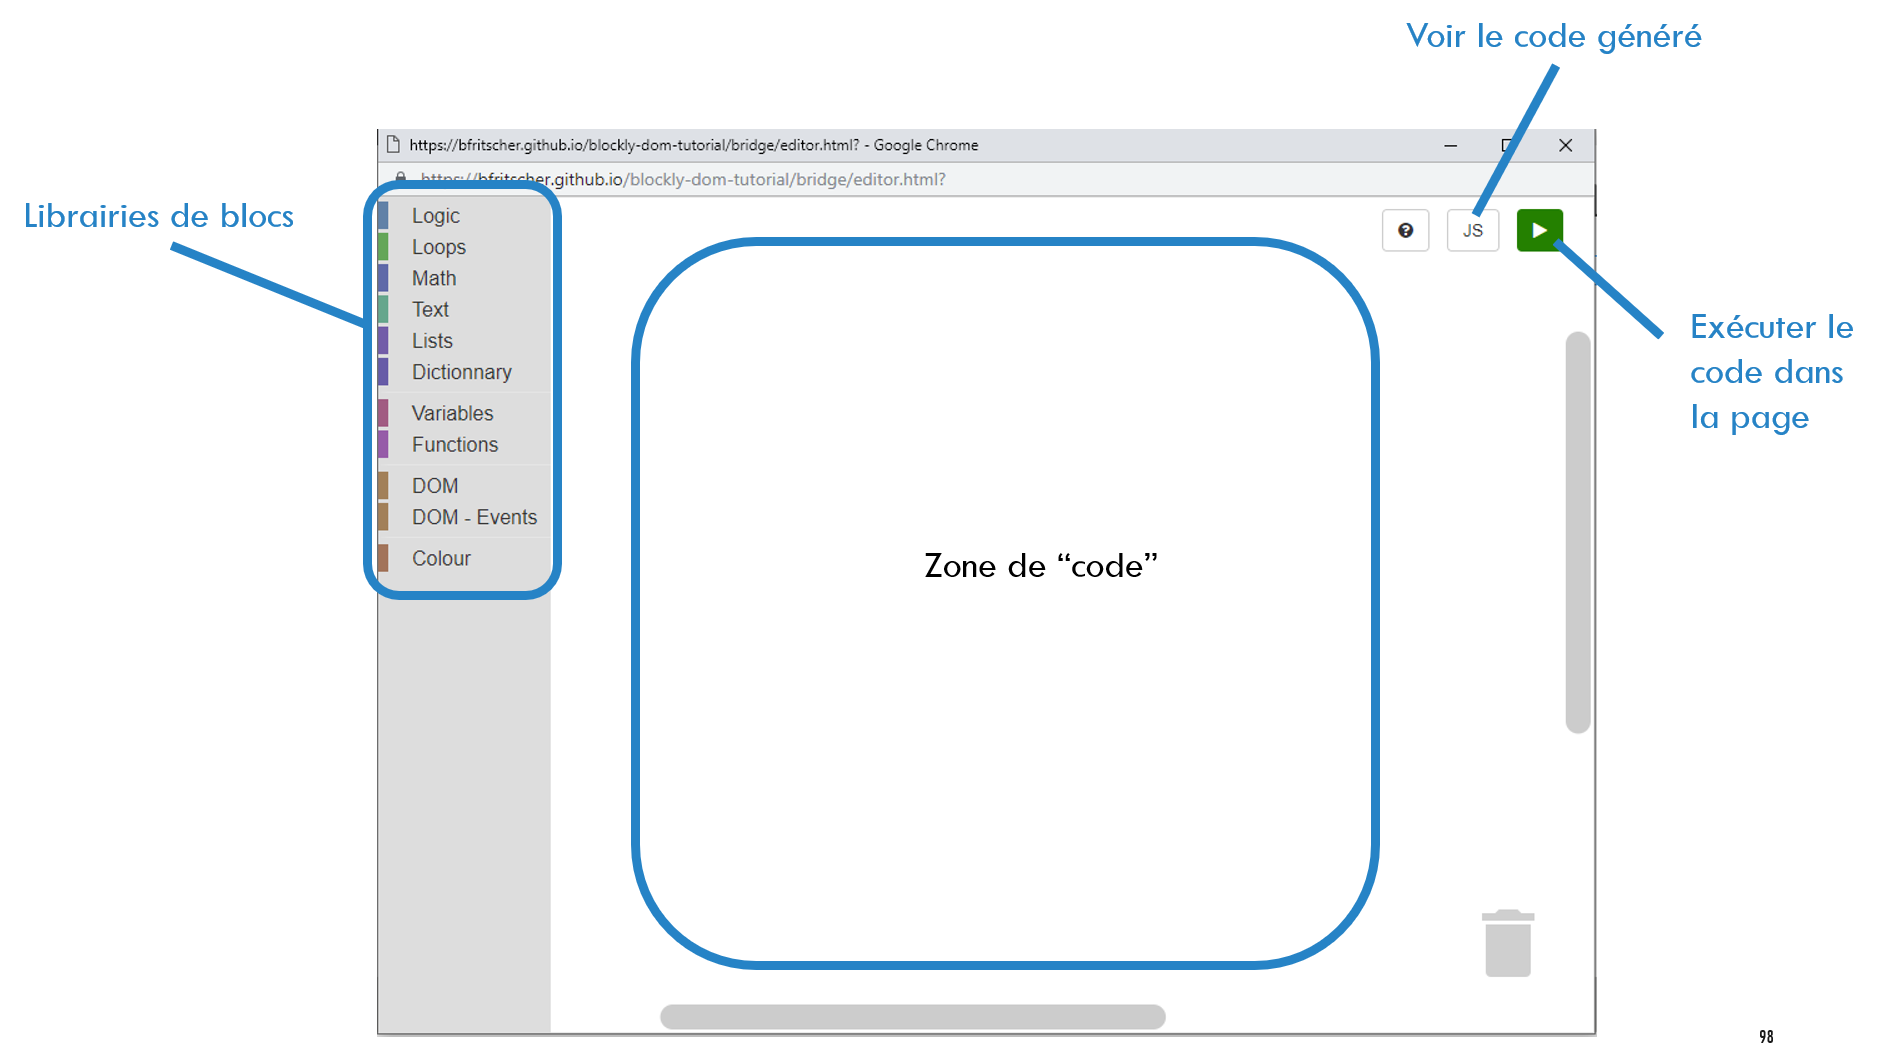 Voir le code généré
https://bfritscher.github.io/blockly-dom-tutorial/bridge/editor.html? - Google Chrome
https://bfritscher.github.io/blockly-dom-tutorial/bridge/editor.html?
Librairies de blocs
Logic
Loops
Math
Text
Lists
Dictionnary
Variables
Functions
DOM
DOM - Events
Colour
?
JS
Exécuter le
code dans
la page
Zone de “code”
98